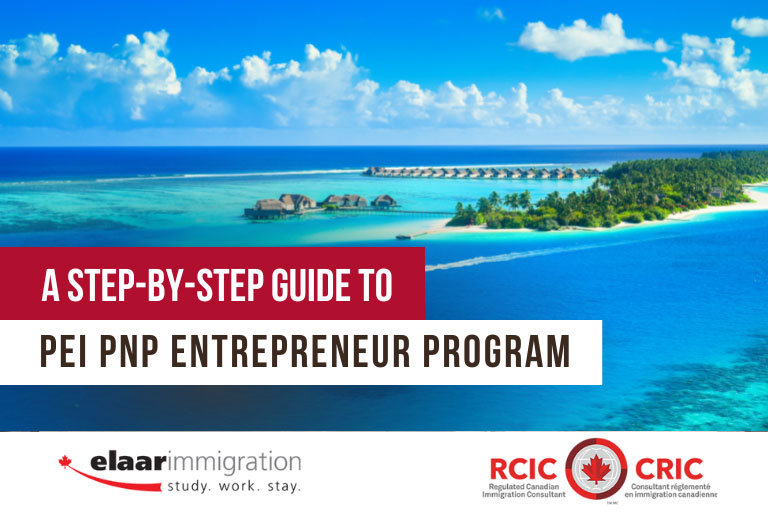 A STEP-BY-STEP GUIDE TO
PEI PNP ENTREPRENEUR PROGRAM
elaarimmigration
study. work. stay.
RCIC CRIC
Regulated Canadian Consultant réglementé
Immigration Consultant en immigration canadienne